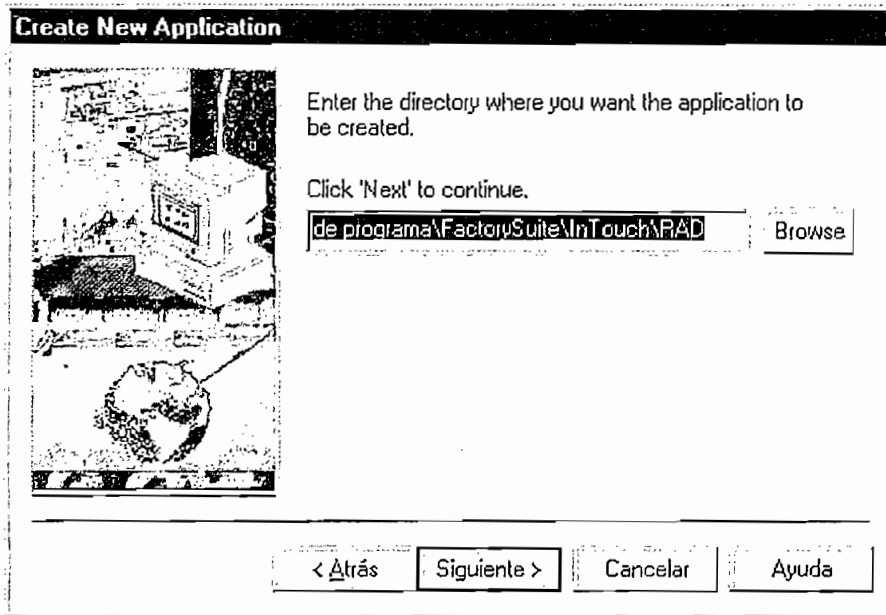 Create New Application
Enter the directory where you want the application to
be created.
Click 'Next' to continue.
de programa\FactorySuite\InTouch\RAD
Browse
< Atrás
Siguiente >
Cancelar
Ayuda